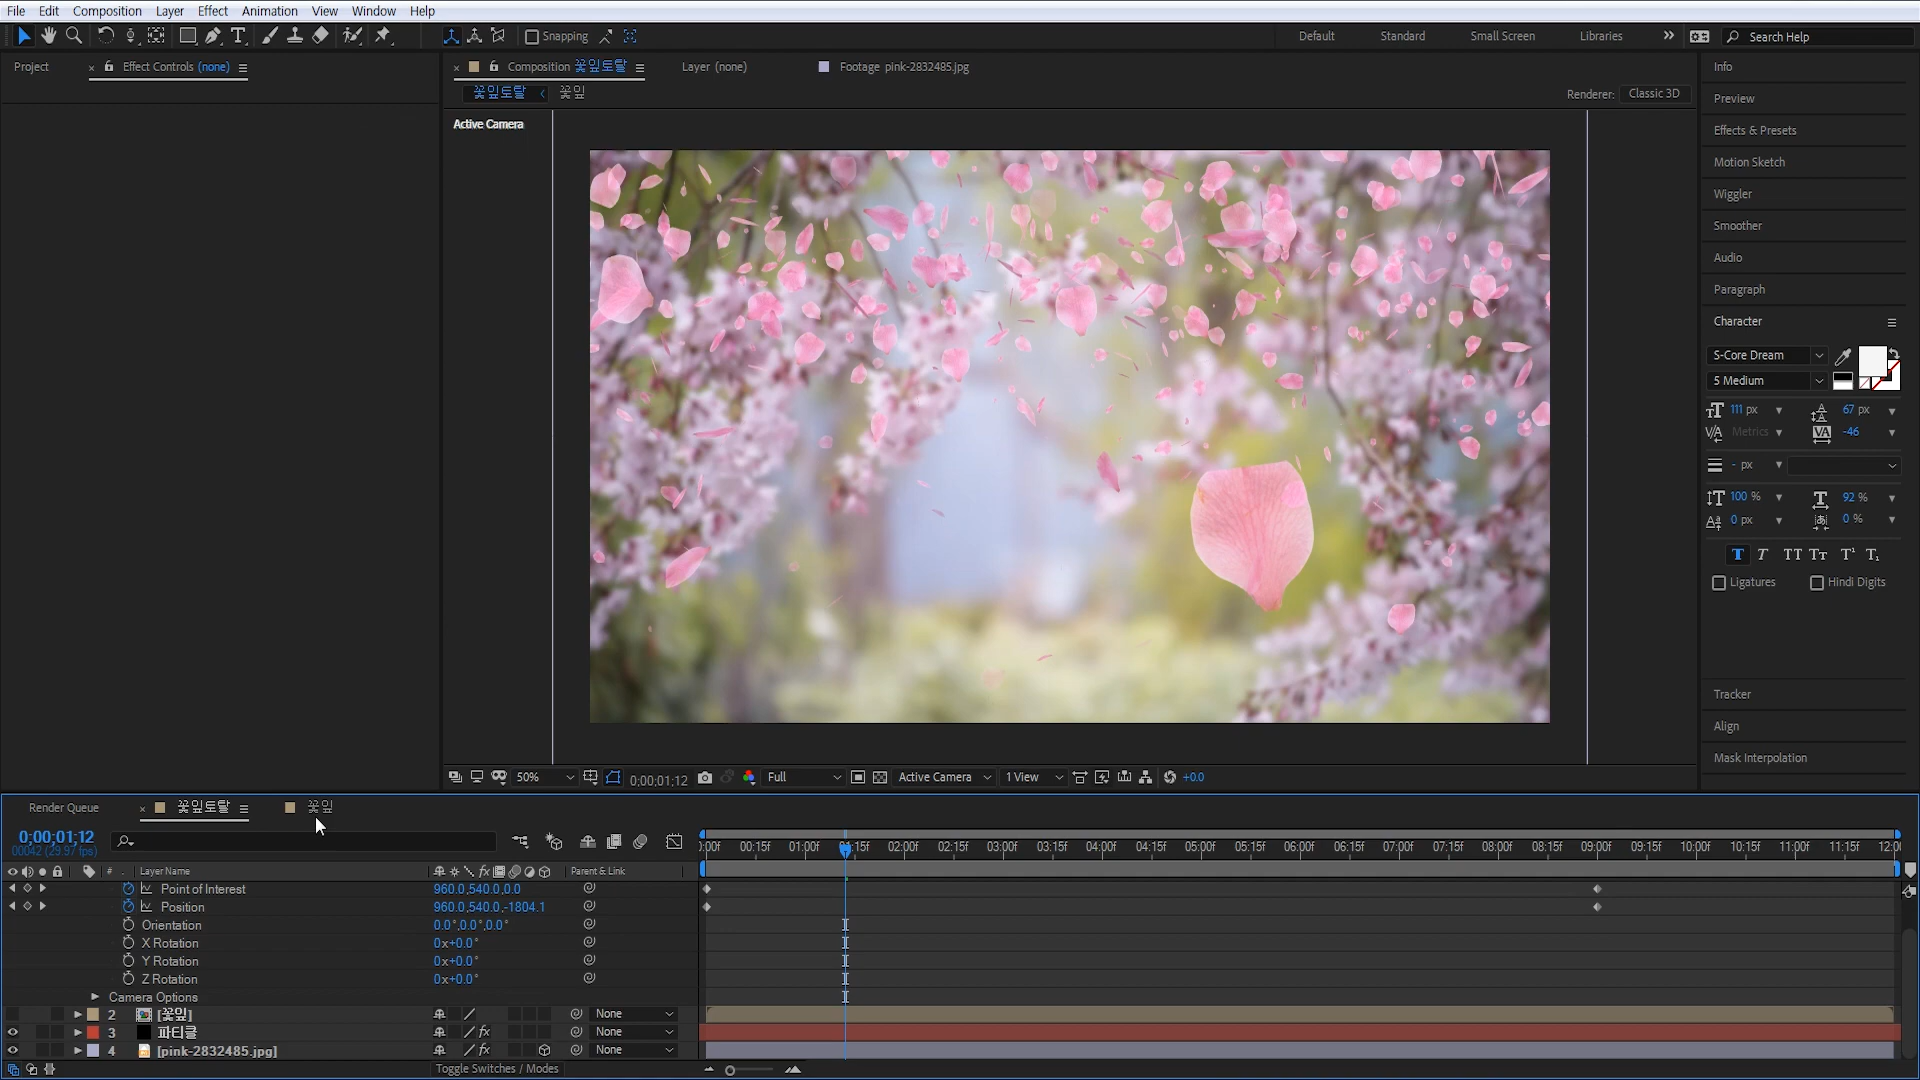 File Edit Composition Layer Effect Animation View Window Help
Snapping Default Standard Small Screen Libraries Search Help
Project Effect Controls (none) Composition 꽃잎토탈 Layer (none) Footage pink-2832485.jpg Info
꽃잎토탈 꽃잎 Renderer: Classic 3D
Preview
Active Camera
Effects & Presets
Motion Sketch
Wiggler
Smoother
Audio
Paragraph
Character
S-Core Dream
5 Medium
111 px 67 px
Metrics -46
- px
100 % 92 %
0 px 0 %
Ligatures Hindi Digits
Tracker
Align
Mask Interpolation
50% 0;00;01;12 Full Active Camera 1 View +0.0
Render Queue 꽃잎토탈 꽃잎
0;00;01;12
00042 (29.97 fps)
:00f 00:15f 01:00f 01:15f 02:00f 02:15f 03:00f 03:15f 04:00f 04:15f 05:00f 05:15f 06:00f 06:15f 07:00f 07:15f 08:00f 08:15f 09:00f 09:15f 10:00f 10:15f 11:00f 11:15f 12:00
# Layer Name Parent & Link
Point of Interest 960.0,540.0,0.0
Position 960.0,540.0,-1804.1
Orientation 0.0°,0.0°,0.0°
X Rotation 0x+0.0°
Y Rotation 0x+0.0°
Z Rotation 0x+0.0°
Camera Options
2 [꽃잎] None
3 파티클 None
4 [pink-2832485.jpg] None
Toggle Switches / Modes